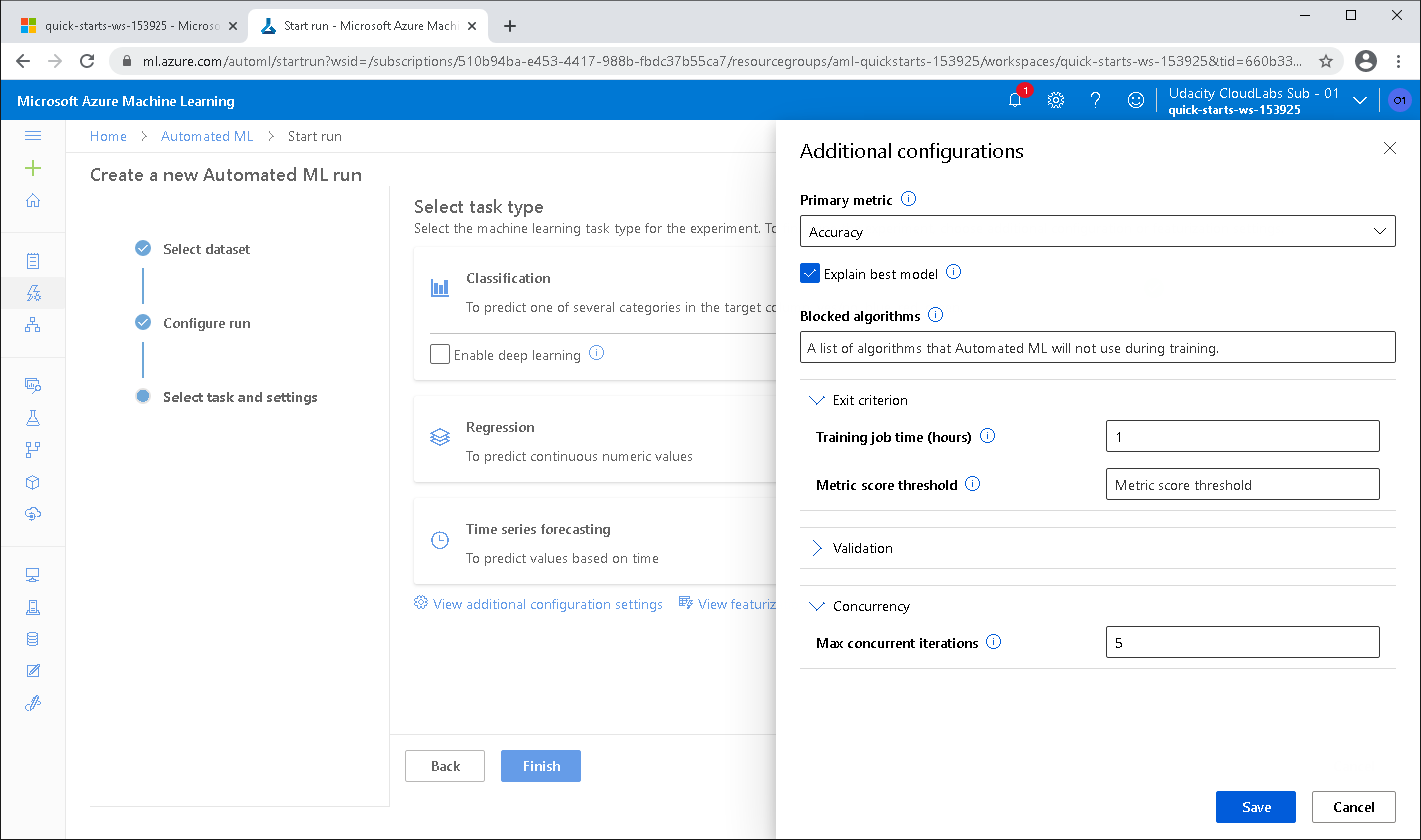 quick-starts-ws-153925 - Microso
Start run - Microsoft Azure Machi
ml.azure.com/automl/startrun?wsid=/subscriptions/510b94ba-e453-4417-988b-fbdc37b55ca7/resourcegroups/aml-quickstarts-153925/workspaces/quick-starts-ws-153925&tid=660b33...
Microsoft Azure Machine Learning
1
Udacity CloudLabs Sub - 01
quick-starts-ws-153925
O1
Home > Automated ML > Start run
Create a new Automated ML run
Select dataset
Configure run
Select task and settings
Select task type
Select the machine learning task type for the experiment. To
Classification
To predict one of several categories in the target co
Enable deep learning
Regression
To predict continuous numeric values
Time series forecasting
To predict values based on time
View additional configuration settings
View featuriz
Back
Finish
Additional configurations
Primary metric
Accuracy
Explain best model
Blocked algorithms
A list of algorithms that Automated ML will not use during training.
Exit criterion
Training job time (hours)
1
Metric score threshold
Metric score threshold
Validation
Concurrency
Max concurrent iterations
5
Save
Cancel